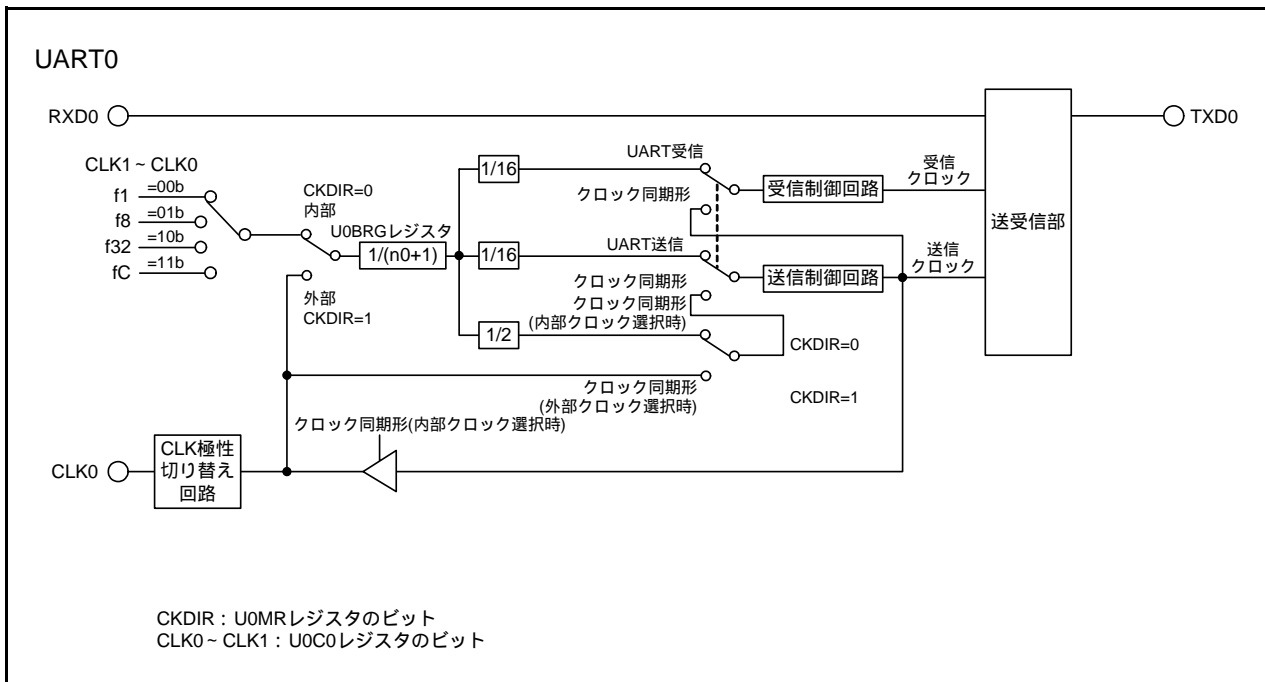 UART0
RXD0
TXD0
CLK1～CLK0
f1 =00b
f8 =01b
f32 =10b
fC =11b
CKDIR=0
内部
U0BRGレジスタ
1/(n0+1)
外部
CKDIR=1
1/16
UART受信
クロック同期形
受信制御回路
受信
クロック
1/16
UART送信
クロック同期形
送信制御回路
送信
クロック
送受信部
1/2
クロック同期形
(内部クロック選択時)
CKDIR=0
クロック同期形
(外部クロック選択時)
CKDIR=1
クロック同期形(内部クロック選択時)
CLK0
CLK極性
切り替え
回路
CKDIR：U0MRレジスタのビット
CLK0～CLK1：U0C0レジスタのビット